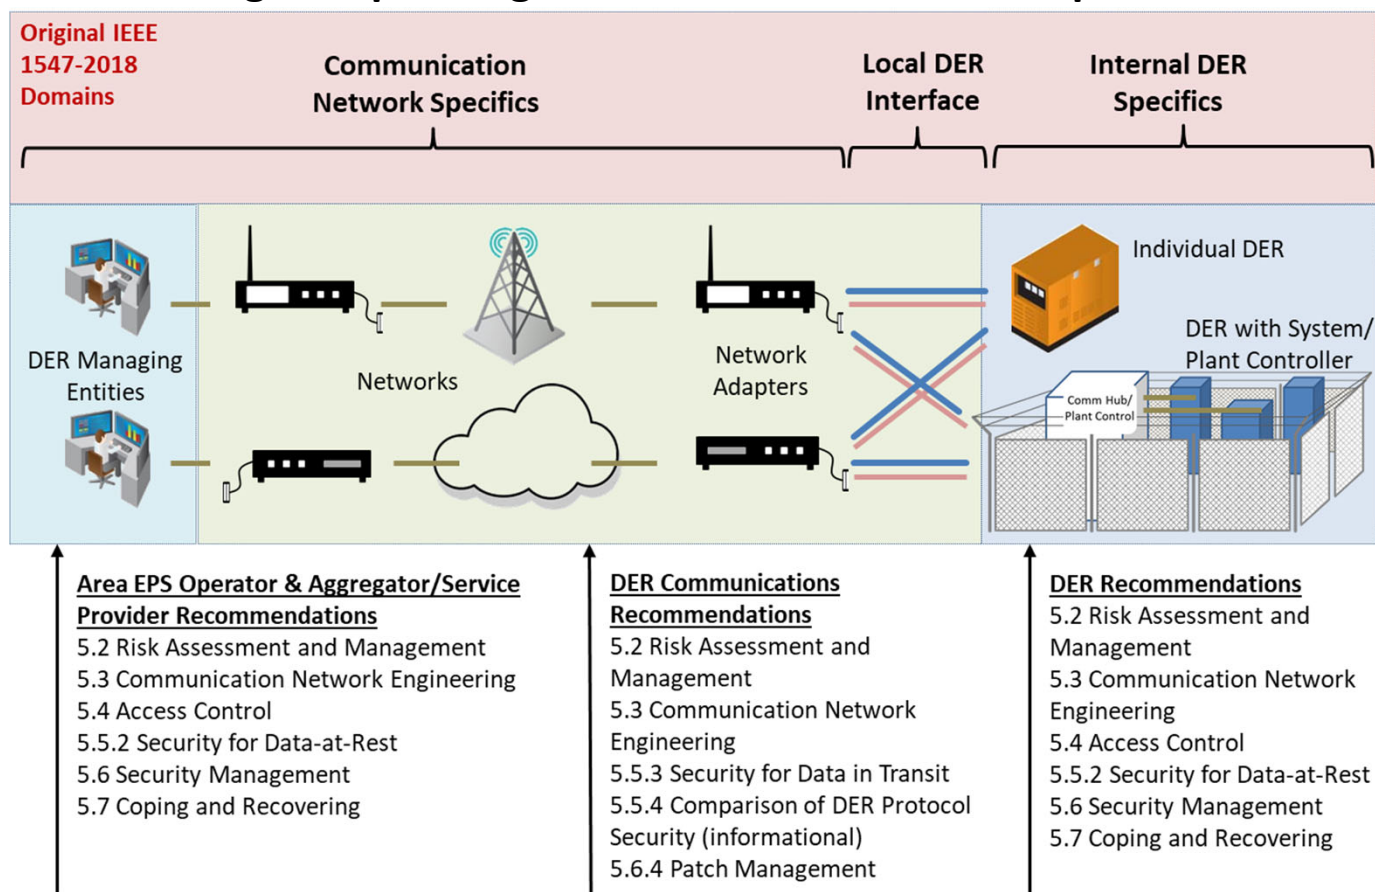 Original IEEE
1547-2018
Domains
Communication
Network Specifics
Local DER
Interface
Internal DER
Specifics
DER Managing
Entities
Networks
Network
Adapters
Individual DER
DER with System/
Plant Controller
Comm Hub/
Plant Control
Area EPS Operator & Aggregator/Service
Provider Recommendations
5.2 Risk Assessment and Management
5.3 Communication Network Engineering
5.4 Access Control
5.5.2 Security for Data-at-Rest
5.6 Security Management
5.7 Coping and Recovering
DER Communications
Recommendations
5.2 Risk Assessment and
Management
5.3 Communication Network
Engineering
5.5.3 Security for Data in Transit
5.5.4 Comparison of DER Protocol
Security (informational)
5.6.4 Patch Management
DER Recommendations
5.2 Risk Assessment and
Management
5.3 Communication Network
Engineering
5.4 Access Control
5.5.2 Security for Data-at-Rest
5.6 Security Management
5.7 Coping and Recovering